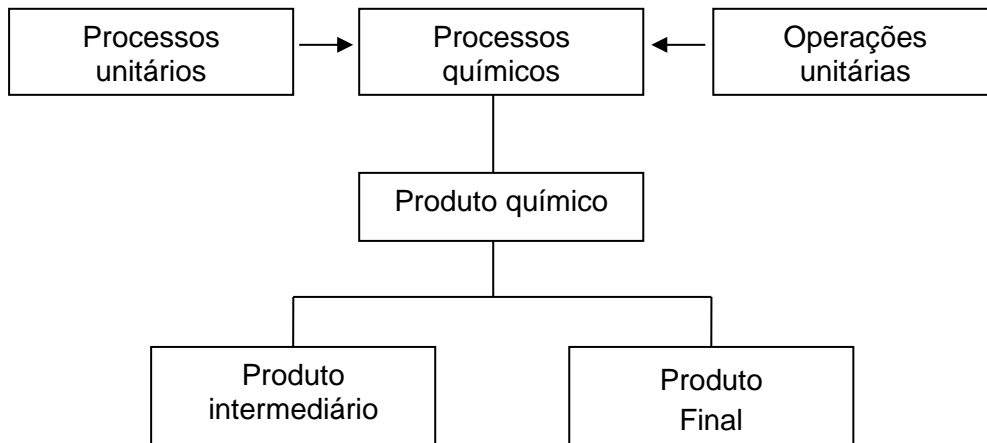 Processos
unitários
Processos
químicos
Operações
unitárias
Produto químico
Produto
intermediário
Produto
Final